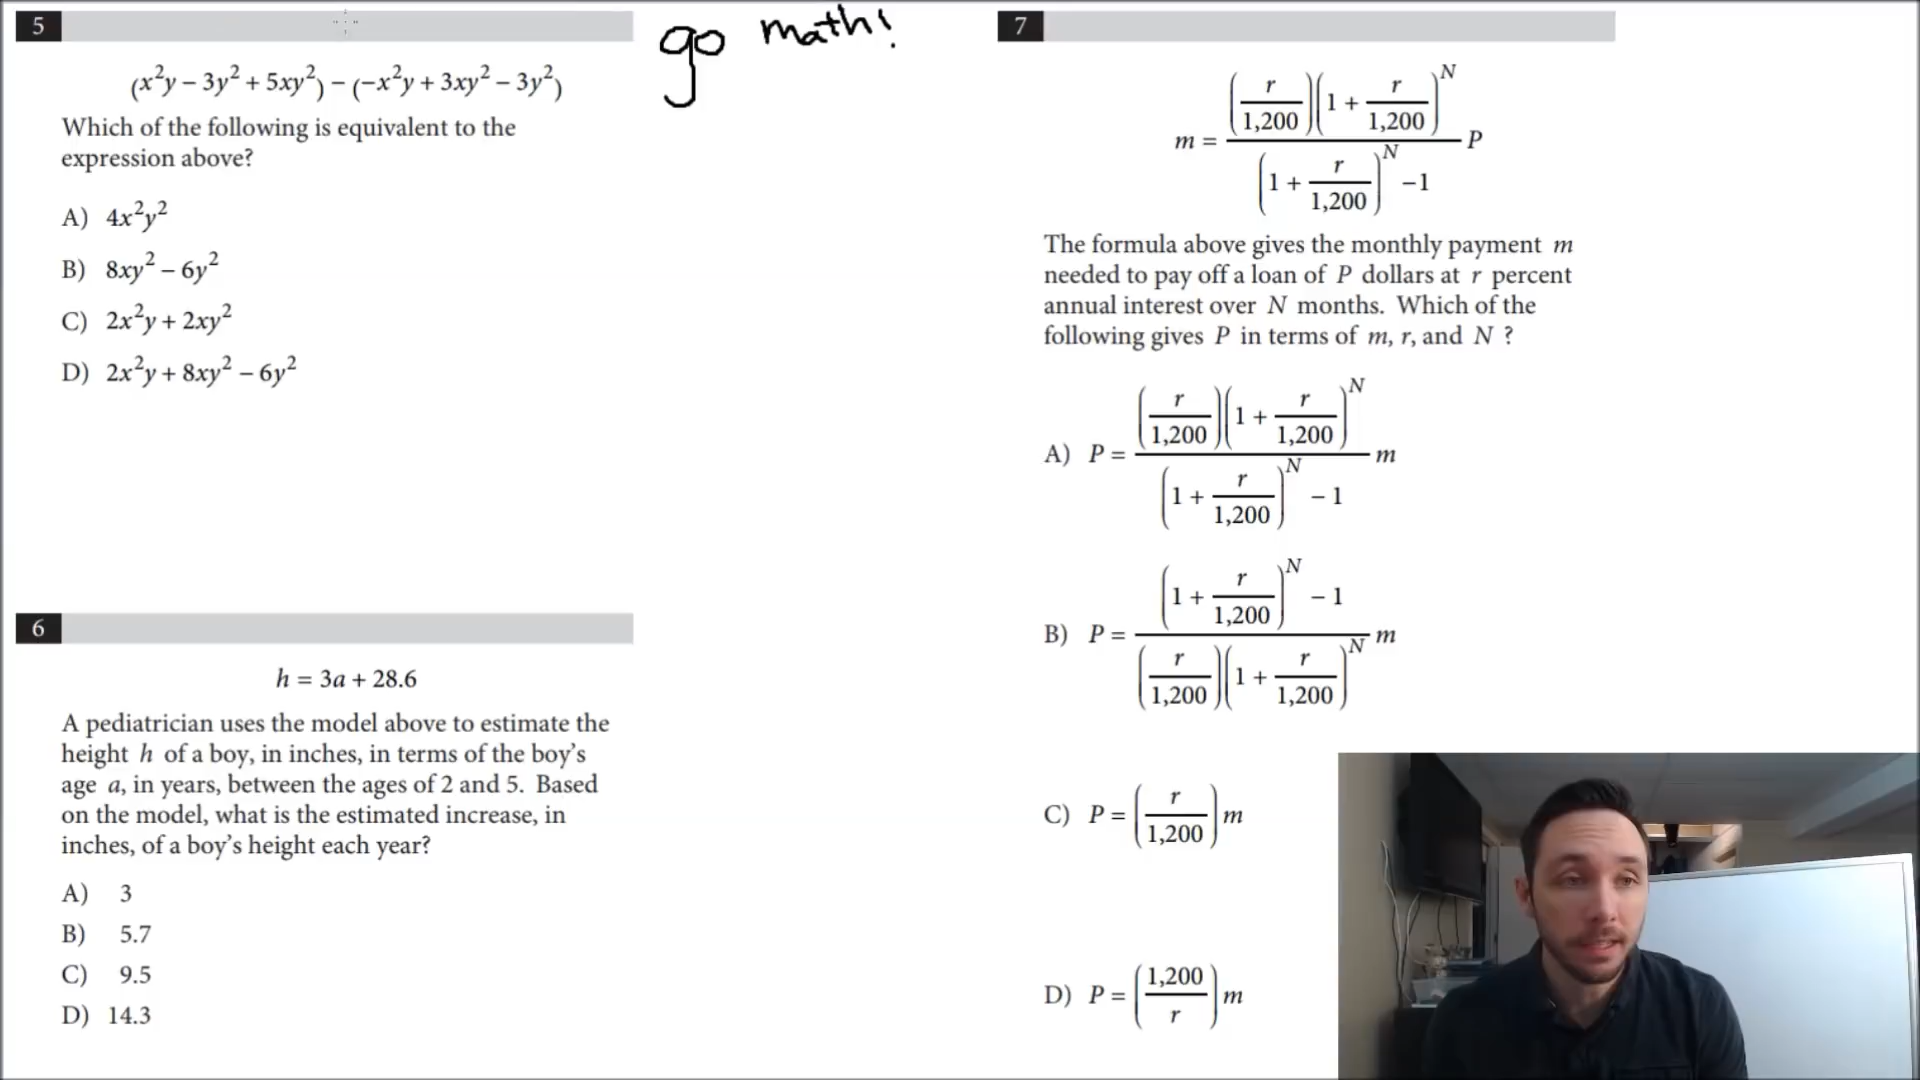 5
go math!
(x²y − 3y² + 5xy²) − (−x²y + 3xy² − 3y²)
Which of the following is equivalent to the
expression above?
A) 4x²y²
B) 8xy² − 6y²
C) 2x²y + 2xy²
D) 2x²y + 8xy² − 6y²
6
h = 3a + 28.6
A pediatrician uses the model above to estimate the
height h of a boy, in inches, in terms of the boy's
age a, in years, between the ages of 2 and 5. Based
on the model, what is the estimated increase, in
inches, of a boy's height each year?
A) 3
B) 5.7
C) 9.5
D) 14.3
7
m = ((r/1,200)(1 + r/1,200)^N) / ((1 + r/1,200)^N − 1) P
The formula above gives the monthly payment m
needed to pay off a loan of P dollars at r percent
annual interest over N months. Which of the
following gives P in terms of m, r, and N ?
A) P = ((r/1,200)(1 + r/1,200)^N) / ((1 + r/1,200)^N − 1) m
B) P = ((1 + r/1,200)^N − 1) / ((r/1,200)(1 + r/1,200)^N) m
C) P = (r/1,200) m
D) P = (1,200/r) m